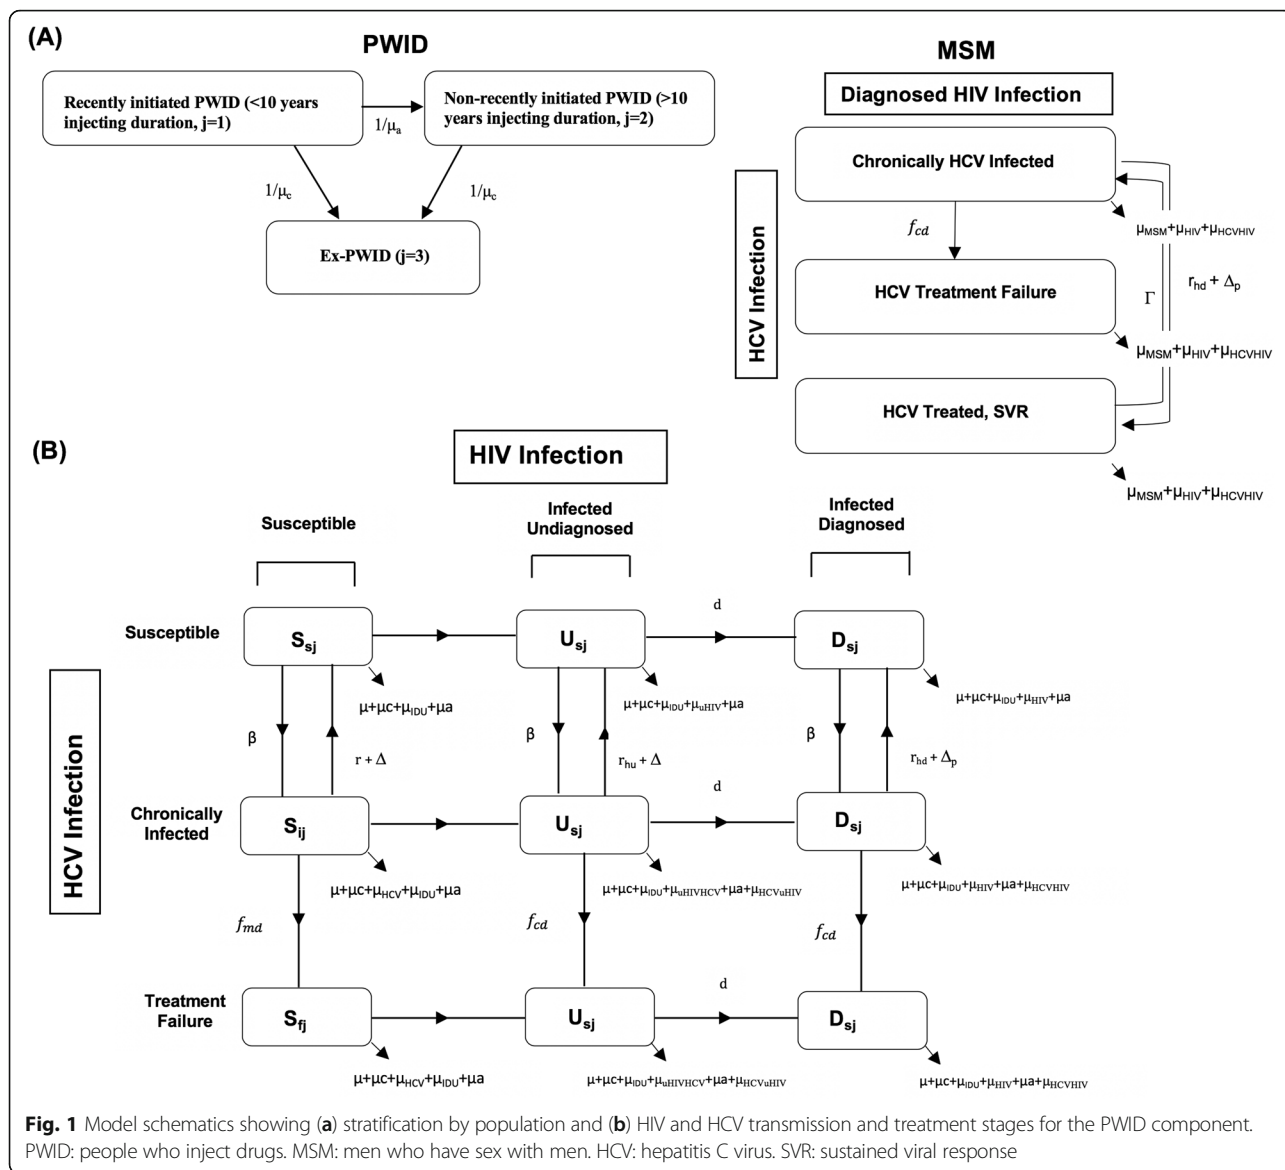 (A)
PWID
Recently initiated PWID (<10 years
injecting duration, j=1)
1/μa
Non-recently initiated PWID (>10
years injecting duration, j=2)
1/μc
1/μc
Ex-PWID (j=3)
MSM
Diagnosed HIV Infection
HCV Infection
Chronically HCV Infected
μMSM+μHIV+μHCVHIV
fcd
rhd + Δp
Γ
HCV Treatment Failure
μMSM+μHIV+μHCVHIV
HCV Treated, SVR
μMSM+μHIV+μHCVHIV
(B)
HIV Infection
Susceptible
Infected
Undiagnosed
Infected
Diagnosed
HCV Infection
Susceptible
Ssj
Usj
d
Dsj
μ+μc+μIDU+μa
μ+μc+μIDU+μuHIV+μa
μ+μc+μIDU+μHIV+μa
β
r + Δ
β
rhu + Δ
β
rhd + Δp
Chronically
Infected
Sij
Usj
d
Dsj
μ+μc+μHCV+μIDU+μa
μ+μc+μIDU+μuHIVHCV+μa+μHCVuHIV
μ+μc+μIDU+μHIV+μa+μHCVHIV
fmd
fcd
fcd
Treatment
Failure
Sfj
Usj
d
Dsj
μ+μc+μHCV+μIDU+μa
μ+μc+μIDU+μuHIVHCV+μa+μHCVuHIV
μ+μc+μIDU+μHIV+μa+μHCVHIV
Fig. 1 Model schematics showing (a) stratification by population and (b) HIV and HCV transmission and treatment stages for the PWID component.
PWID: people who inject drugs. MSM: men who have sex with men. HCV: hepatitis C virus. SVR: sustained viral response